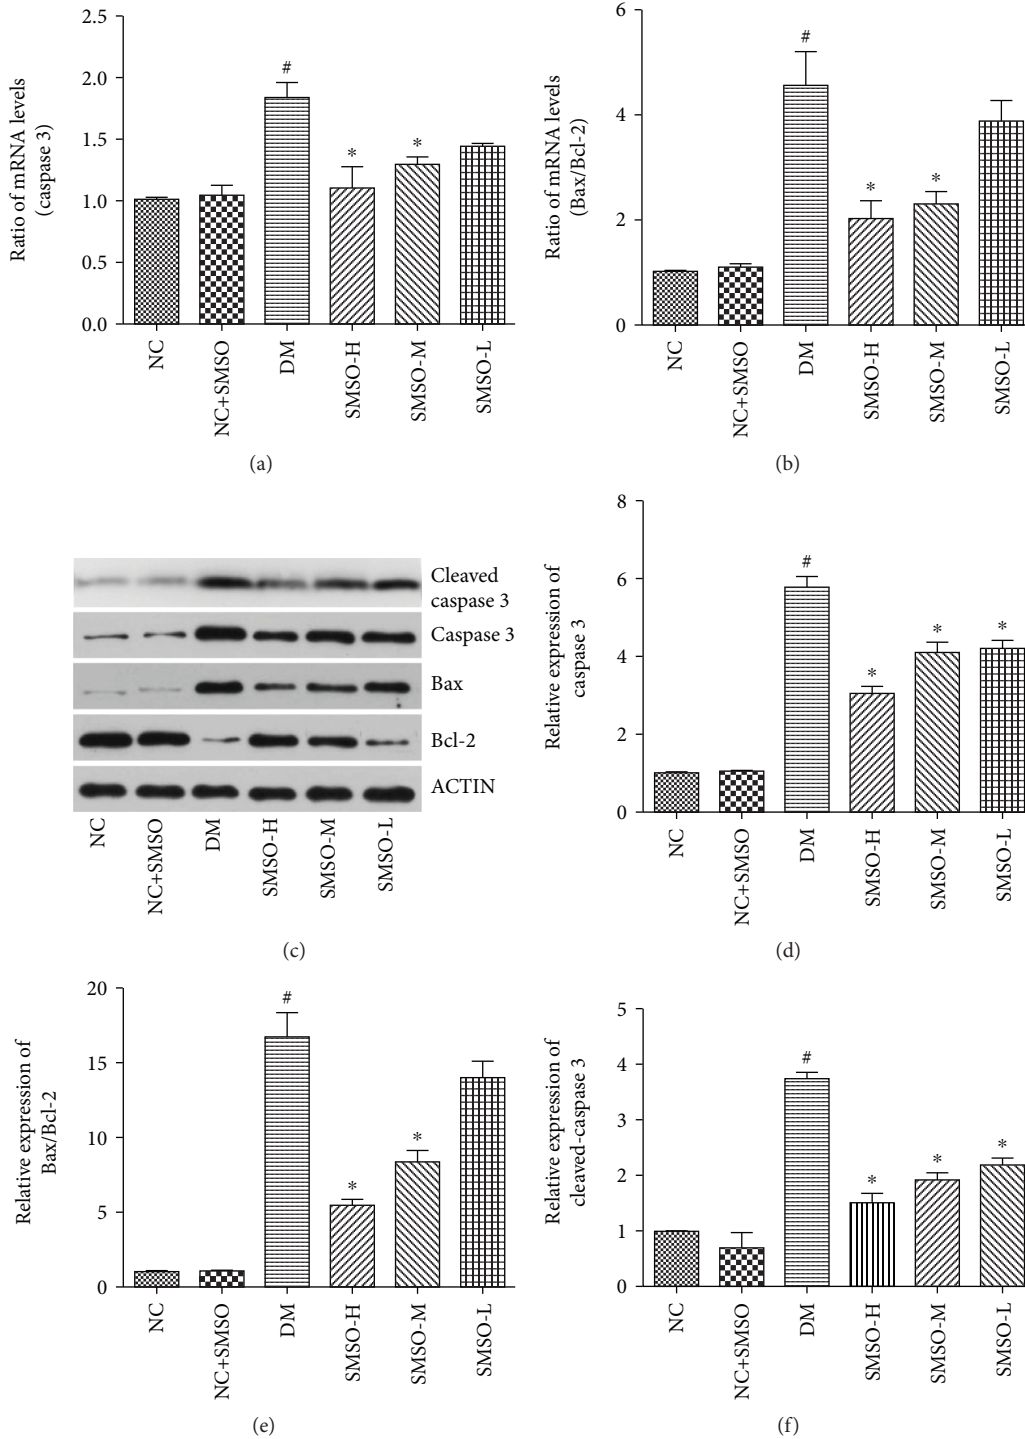 Ratio of mRNA levels
(caspase 3)
2.5
2.0
1.5
1.0
0.5
0.0
#
*
*
NC
NC+SMSO
DM
SMSO-H
SMSO-M
SMSO-L
(a)
Ratio of mRNA levels
(Bax/Bcl-2)
6
4
2
0
#
*
*
NC
NC+SMSO
DM
SMSO-H
SMSO-M
SMSO-L
(b)
Cleaved
caspase 3
Caspase 3
Bax
Bcl-2
ACTIN
NC
NC+SMSO
DM
SMSO-H
SMSO-M
SMSO-L
(c)
Relative expression of
caspase 3
8
6
4
2
0
#
*
*
*
NC
NC+SMSO
DM
SMSO-H
SMSO-M
SMSO-L
(d)
Relative expression of
Bax/Bcl-2
20
15
10
5
0
#
*
*
NC
NC+SMSO
DM
SMSO-H
SMSO-M
SMSO-L
(e)
Relative expression of
cleaved-caspase 3
5
4
3
2
1
0
#
*
*
*
NC
NC+SMSO
DM
SMSO-H
SMSO-M
SMSO-L
(f)